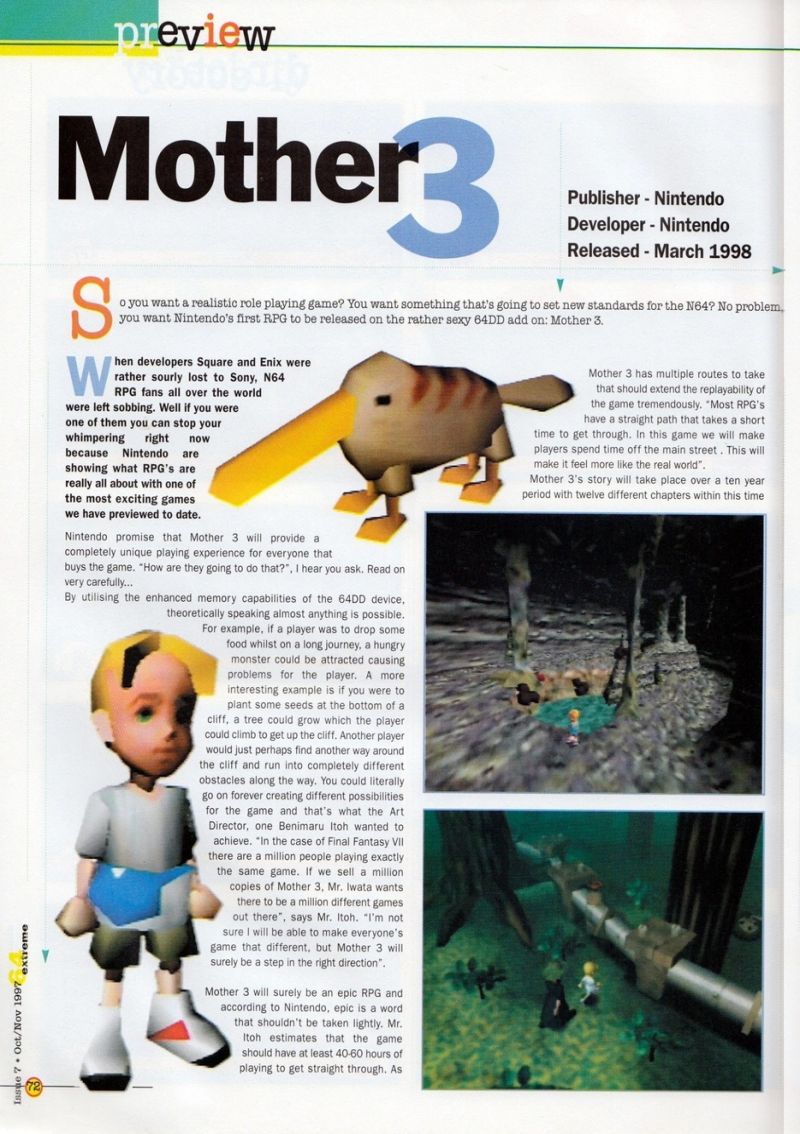 preview
Mother 3
Publisher - Nintendo
Developer - Nintendo
Released - March 1998
So you want a realistic role playing game? You want something that's going to set new standards for the N64? No problem,
you want Nintendo's first RPG to be released on the rather sexy 64DD add on: Mother 3.
When developers Square and Enix were
rather sourly lost to Sony, N64
RPG fans all over the world
were left sobbing. Well if you were
one of them you can stop your
whimpering right now
because Nintendo are
showing what RPG's are
really all about with one of
the most exciting games
we have previewed to date.
Nintendo promise that Mother 3 will provide a
completely unique playing experience for everyone that
buys the game. "How are they going to do that?", I hear you ask. Read on
very carefully...
By utilising the enhanced memory capabilities of the 64DD device,
theoretically speaking almost anything is possible.
For example, if a player was to drop some
food whilst on a long journey, a hungry
monster could be attracted causing
problems for the player. A more
interesting example is if you were to
plant some seeds at the bottom of a
cliff, a tree could grow which the player
could climb to get up the cliff. Another player
would just perhaps find another way around
the cliff and run into completely different
obstacles along the way. You could literally
go on forever creating different possibilities
for the game and that's what the Art
Director, one Benimaru Itoh wanted to
achieve. "In the case of Final Fantasy VII
there are a million people playing exactly
the same game. If we sell a million
copies of Mother 3, Mr. Iwata wants
there to be a million different games
out there", says Mr. Itoh. "I'm not
sure I will be able to make everyone's
game that different, but Mother 3 will
surely be a step in the right direction".
Mother 3 will surely be an epic RPG and
according to Nintendo, epic is a word
that shouldn't be taken lightly. Mr.
Itoh estimates that the game
should have at least 40-60 hours of
playing to get straight through. As
Mother 3 has multiple routes to take
that should extend the replayability of
the game tremendously. "Most RPG's
have a straight path that takes a short
time to get through. In this game we will make
players spend time off the main street . This will
make it feel more like the real world".
Mother 3's story will take place over a ten year
period with twelve different chapters within this time
Issue 7 • Oct/Nov 1997 64 extreme
72